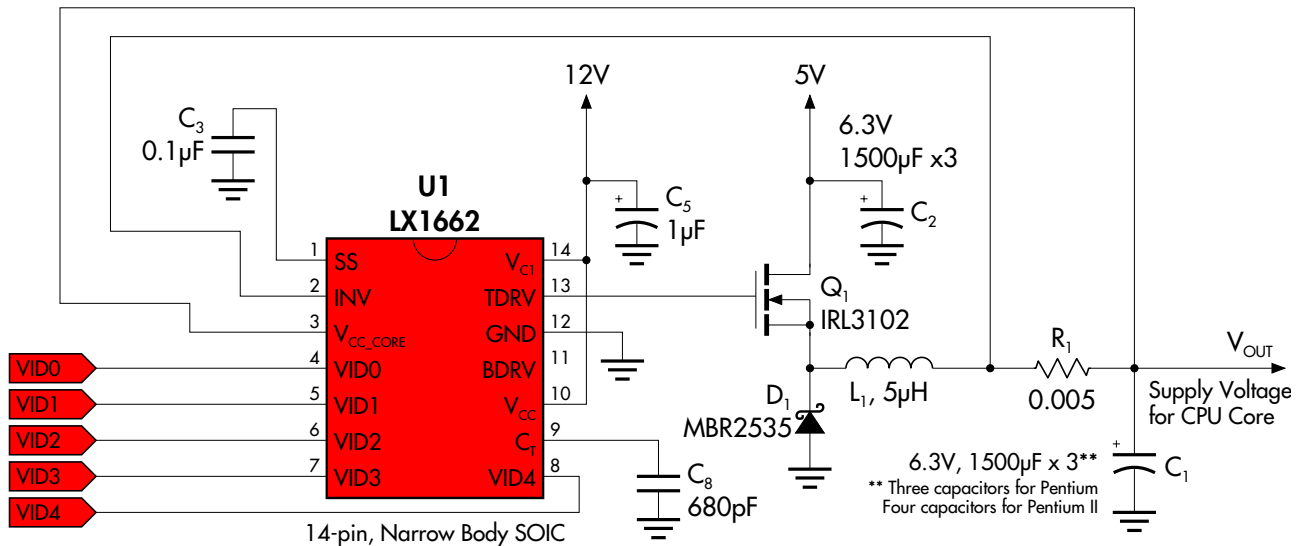 12V
5V
C3
0.1µF
6.3V
1500µF x3
U1
LX1662
+
C5
1µF
+
C2
1
SS
2
INV
3
VCC_CORE
4
VID0
5
VID1
6
VID2
7
VID3
VC1
14
TDRV
13
GND
12
BDRV
11
VCC
10
CT
9
VID4
8
VID0
VID1
VID2
VID3
VID4
Q1
IRL3102
L1, 5µH
R1
0.005
VOUT
Supply Voltage
for CPU Core
D1
MBR2535
C8
680pF
+
C1
6.3V, 1500µF x 3**
** Three capacitors for Pentium
Four capacitors for Pentium II
14-pin, Narrow Body SOIC